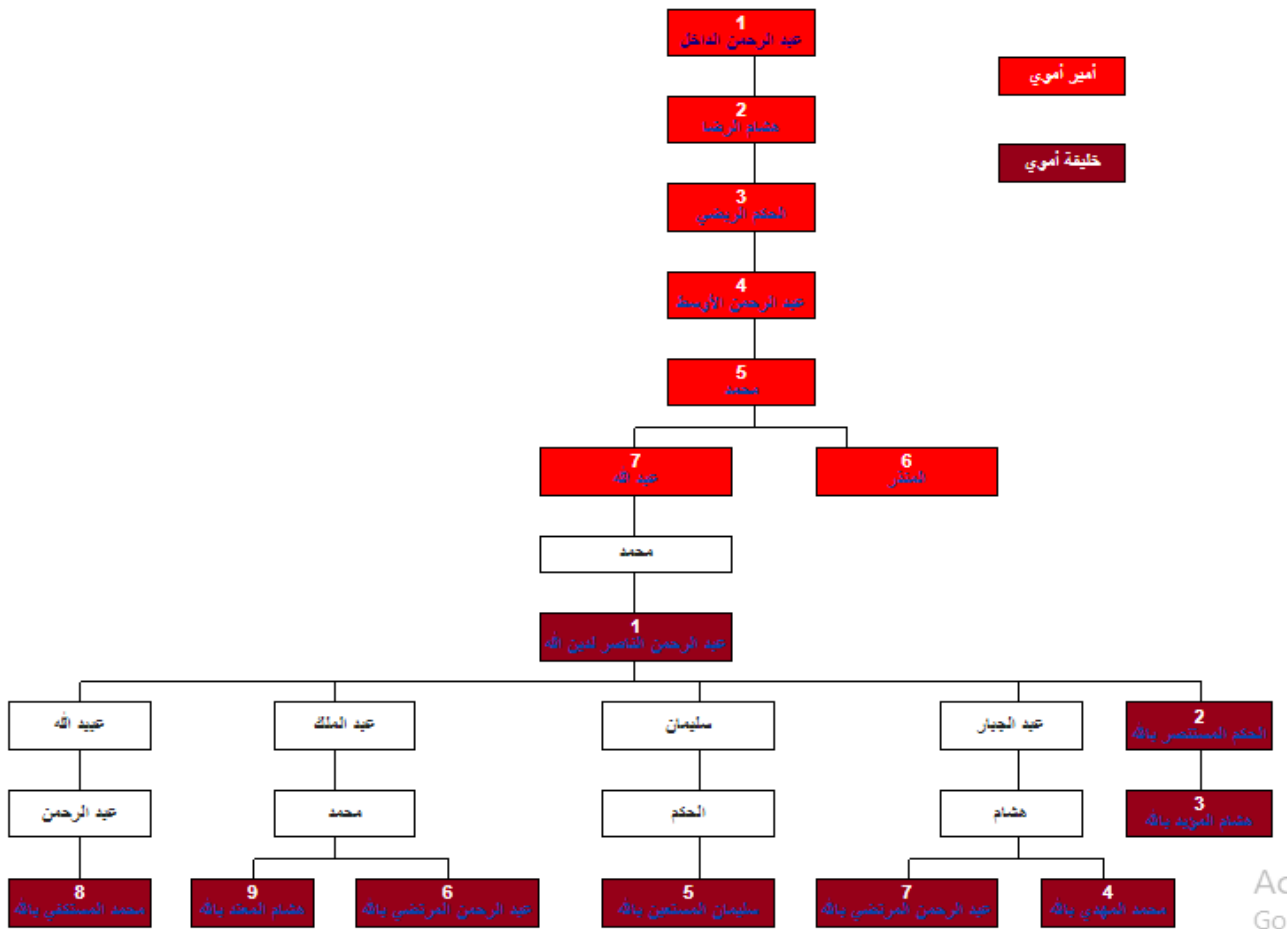 1
عبد الرحمن الداخل
أمير أموي
2
هشام الرضا
خليفة أموي
3
الحكم الربضي
4
عبد الرحمن الأوسط
5
محمد
7
عبد الله
6
المنذر
محمد
1
عبد الرحمن الناصر لدين الله
عبيد الله
عبد الملك
سليمان
عبد الجبار
2
الحكم المستنصر بالله
عبد الرحمن
محمد
الحكم
هشام
3
هشام المؤيد بالله
8
محمد المستكفي بالله
9
هشام المعتد بالله
6
عبد الرحمن المرتضي بالله
5
سليمان المستعين بالله
7
عبد الرحمن المرتضي بالله
4
محمد المهدي بالله
Ac
Go